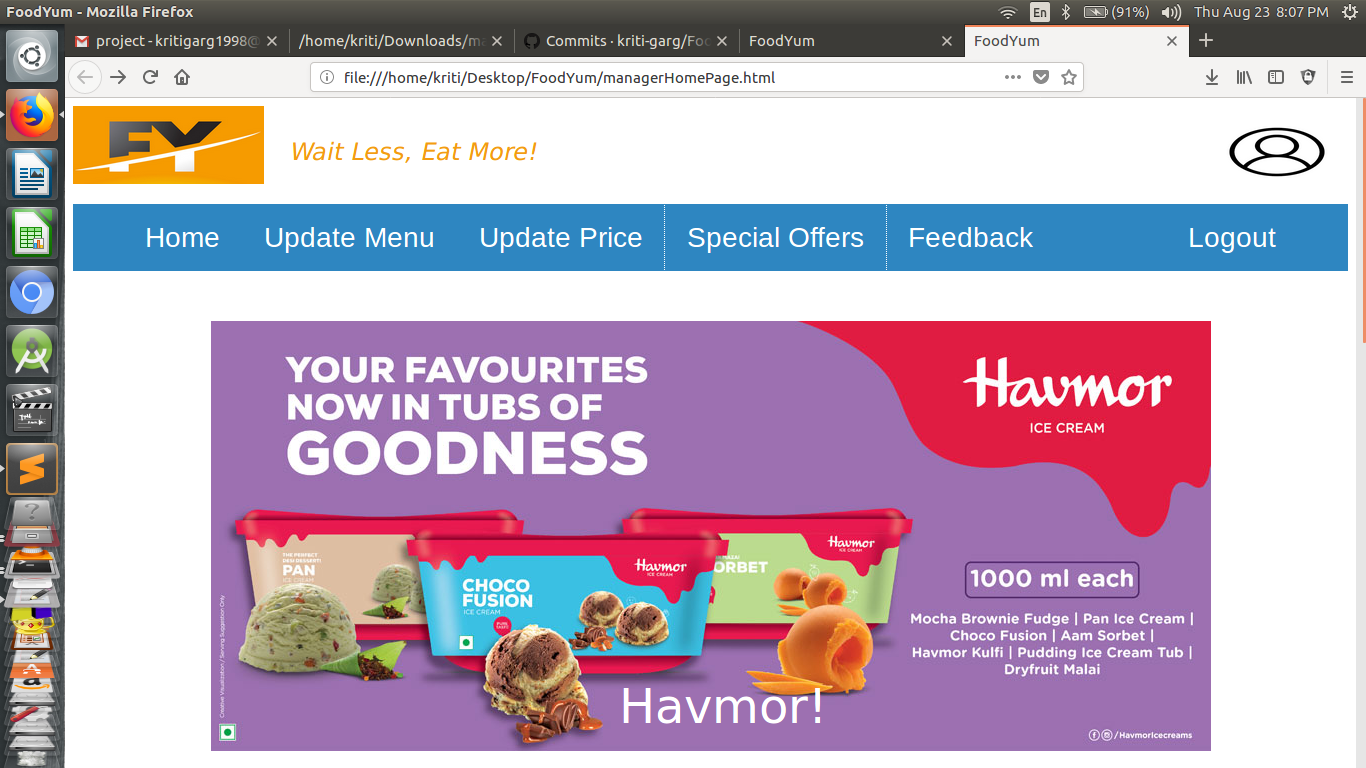 FoodYum - Mozilla Firefox
En
(91%)
Thu Aug 23 8:07 PM
project - kritigarg1998@
/home/kriti/Downloads/ma
Commits · kriti-garg/Foo
FoodYum
FoodYum
file:///home/kriti/Desktop/FoodYum/managerHomePage.html
FY
Wait Less, Eat More!
Home
Update Menu
Update Price
Special Offers
Feedback
Logout
YOUR FAVOURITES
NOW IN TUBS OF
GOODNESS
Havmor
ICE CREAM
THE PERFECT
DESI DESSERT!
PAN
ICE CREAM
CHOCO
FUSION
ICE CREAM
Havmor
ICE CREAM
ORBET
Havmor
ICE CREAM
1000 ml each
Mocha Brownie Fudge | Pan Ice Cream |
Choco Fusion | Aam Sorbet |
Havmor Kulfi | Pudding Ice Cream Tub |
Dryfruit Malai
Creative Visualization / Serving Suggestion Only
Havmor!
/HavmorIcecreams